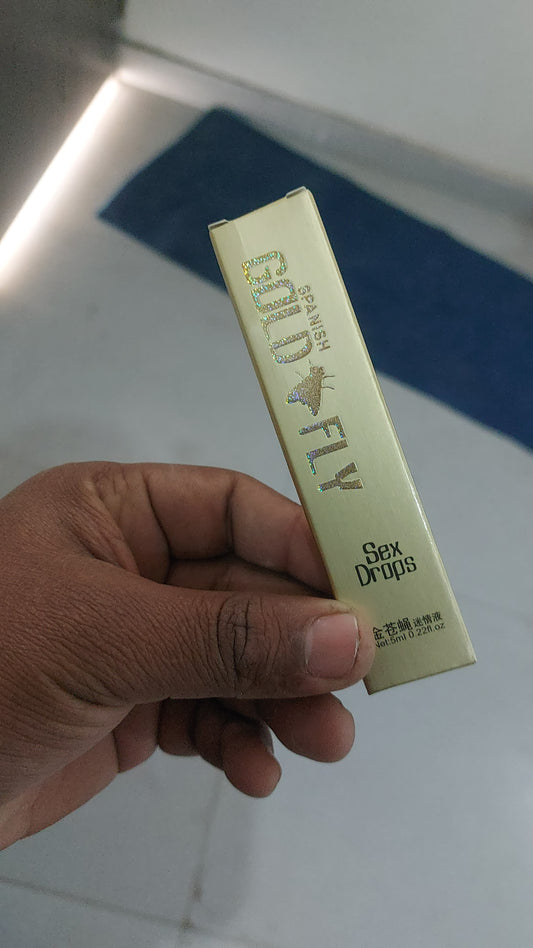 SPANISH
GOLD FLY
Sex
Drops
金苍蝇 迷情液
Net:5ml 0.22fl.oz